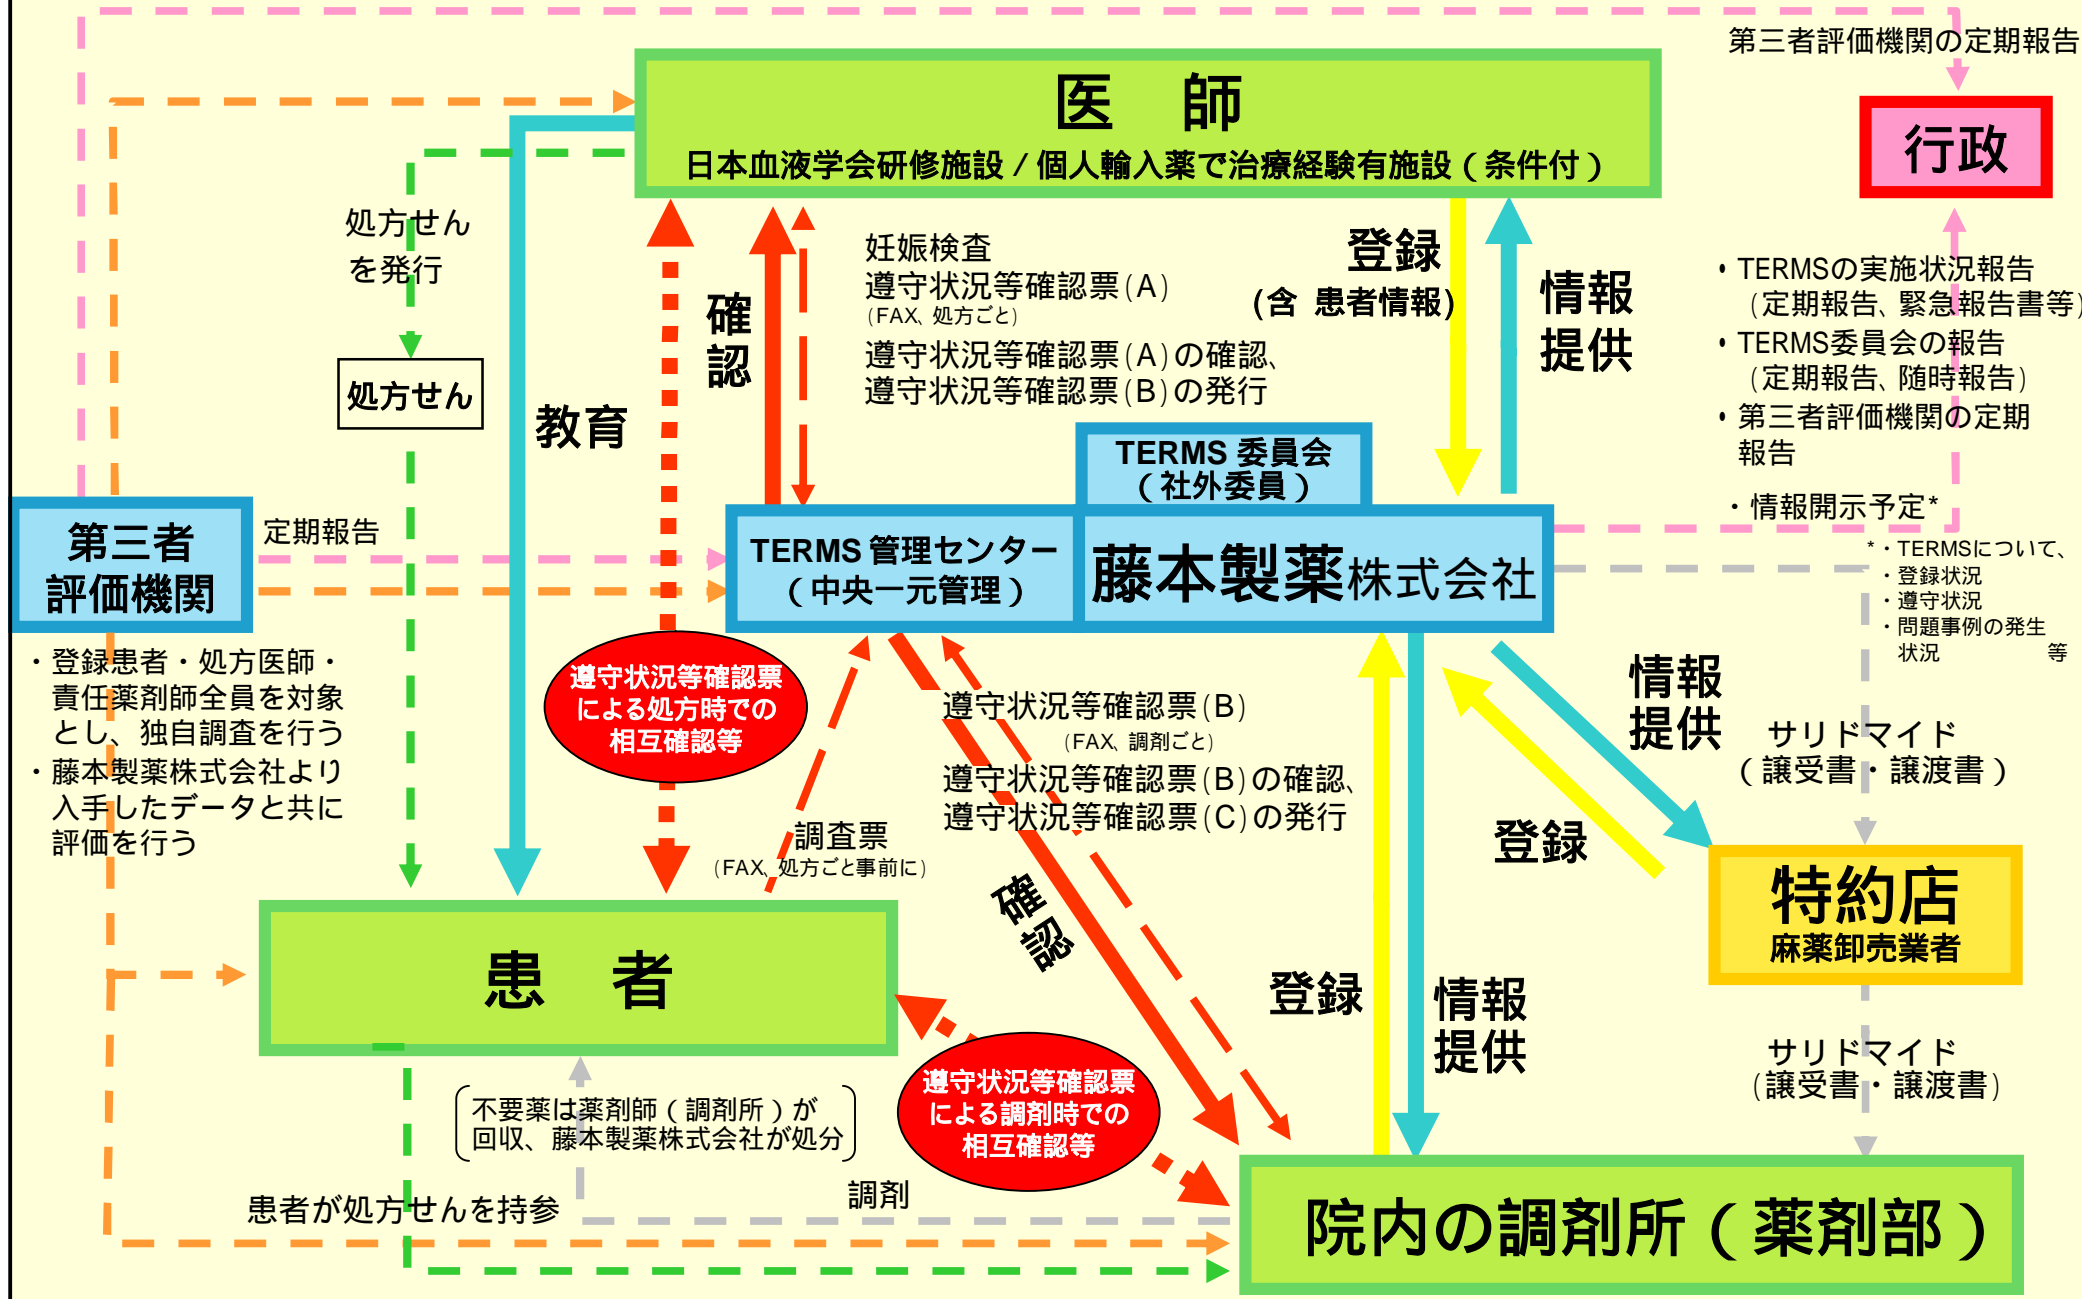 第三者評価機関の定期報告
医　師
日本血液学会研修施設 / 個人輸入薬で治療経験有施設（条件付）
行政
処方せん
を発行
確認
妊娠検査
遵守状況等確認票(A)
(FAX、処方ごと)
遵守状況等確認票(A)の確認、
遵守状況等確認票(B)の発行
登録
(含 患者情報)
情報
提供
・TERMSの実施状況報告
(定期報告、緊急報告書等)
・TERMS委員会の報告
(定期報告、随時報告)
・第三者評価機関の定期
報告
・情報開示予定*
*・TERMSについて、
・登録状況
・遵守状況
・問題事例の発生
状況　等
処方せん
教育
TERMS 委員会
（社外委員）
第三者
評価機関
定期報告
TERMS 管理センター
（中央一元管理）
藤本製薬株式会社
・登録患者・処方医師・
責任薬剤師全員を対象
とし、独自調査を行う
・藤本製薬株式会社より
入手したデータと共に
評価を行う
遵守状況等確認票
による処方時での
相互確認等
遵守状況等確認票(B)
(FAX、調剤ごと)
遵守状況等確認票(B)の確認、
遵守状況等確認票(C)の発行
情報
提供
サリドマイド
（譲受書・譲渡書）
調査票
(FAX、処方ごと事前に)
登録
確認
特約店
麻薬卸売業者
患　者
登録
情報
提供
サリドマイド
(譲受書・譲渡書)
不要薬は薬剤師（調剤所）が
回収、藤本製薬株式会社が処分
遵守状況等確認票
による調剤時での
相互確認等
患者が処方せんを持参
調剤
院内の調剤所（薬剤部）